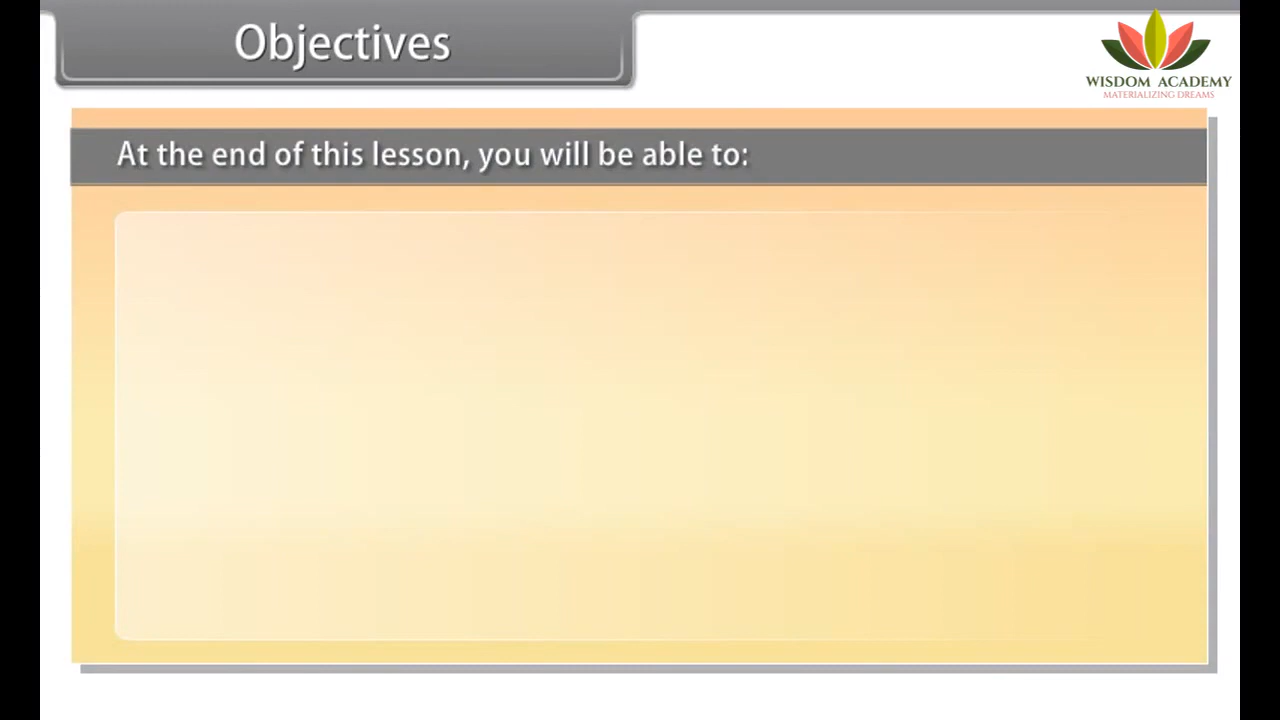 Objectives
WISDOM ACADEMY
MATERIALIZING DREAMS
At the end of this lesson, you will be able to: